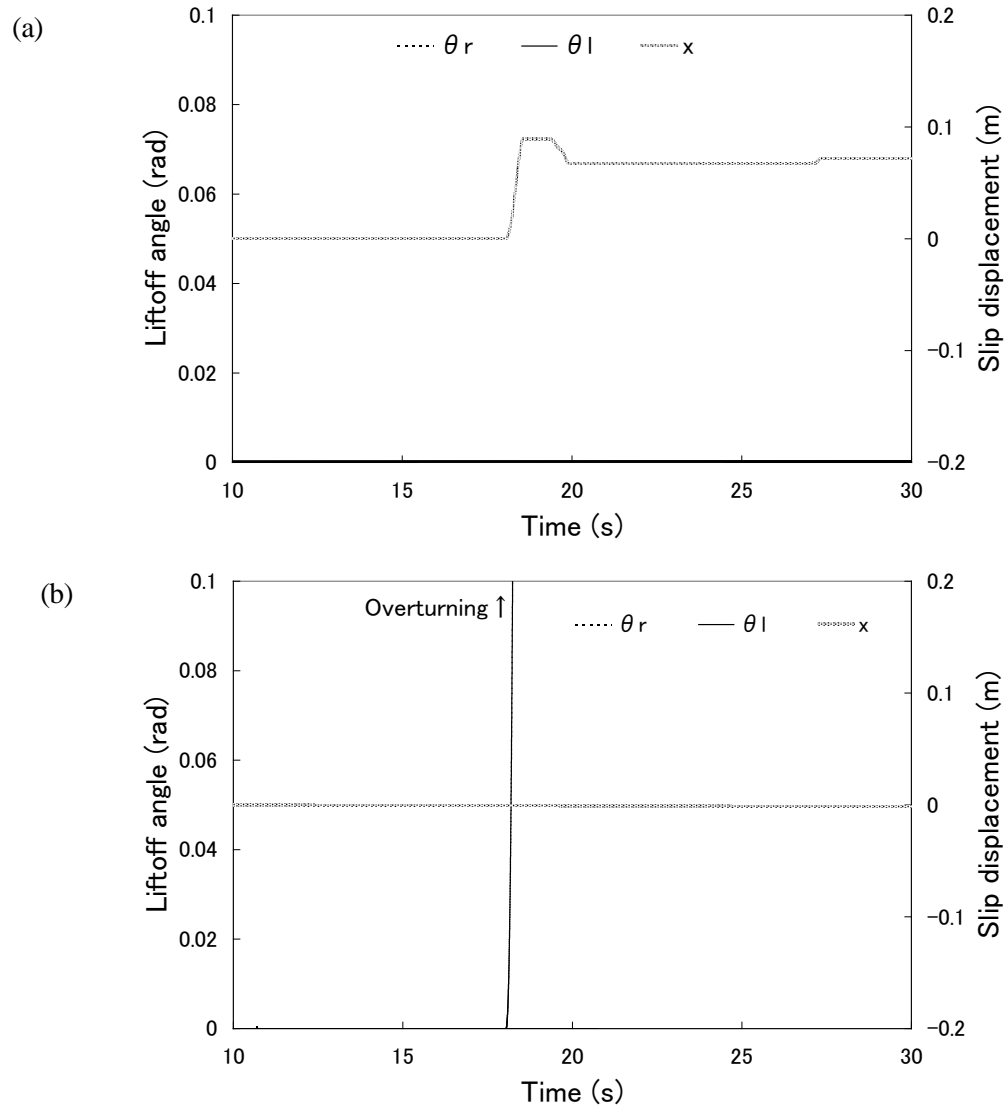 (a)
θr θl x
Liftoff angle (rad)
0.1
0.08
0.06
0.04
0.02
0
0.2
0.1
0
−0.1
−0.2
Slip displacement (m)
10 15 20 25 30
Time (s)
(b)
Overturning ↑
θr θl x
Liftoff angle (rad)
0.1
0.08
0.06
0.04
0.02
0
0.2
0.1
0
−0.1
−0.2
Slip displacement (m)
10 15 20 25 30
Time (s)